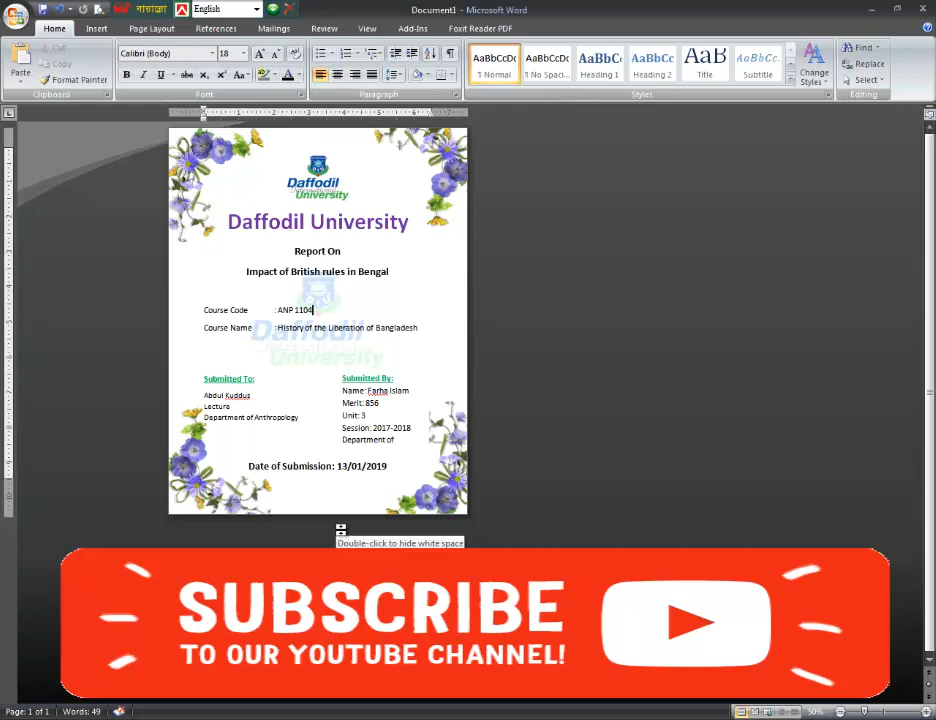 বাংলা English Document1 - Microsoft Word
Home Insert Page Layout References Mailings Review View Add-Ins Foxit Reader PDF
Paste Cut Copy Format Painter Clipboard
Calibri (Body) 18 Font
Paragraph
AaBbCcDc AaBbCcDc AaBbCc AaBbCc AaB AaBbCc.
¶ Normal ¶ No Spaci... Heading 1 Heading 2 Title Subtitle
Change Styles Styles
Find Replace Select Editing
Daffodil
International
University
Daffodil University
Report On
Impact of British rules in Bengal
Course Code : ANP 1104
Course Name : History of the Liberation of Bangladesh
Daffodil
University
Submitted To:
Abdul Kuddus
Lecture
Department of Anthropology
Submitted By:
Name: Farha Islam
Merit: 856
Unit: 3
Session: 2017-2018
Department of
Date of Submission: 13/01/2019
Double-click to hide white space
SUBSCRIBE
TO OUR YOUTUBE CHANNEL!
Page: 1 of 1 Words: 49 50%